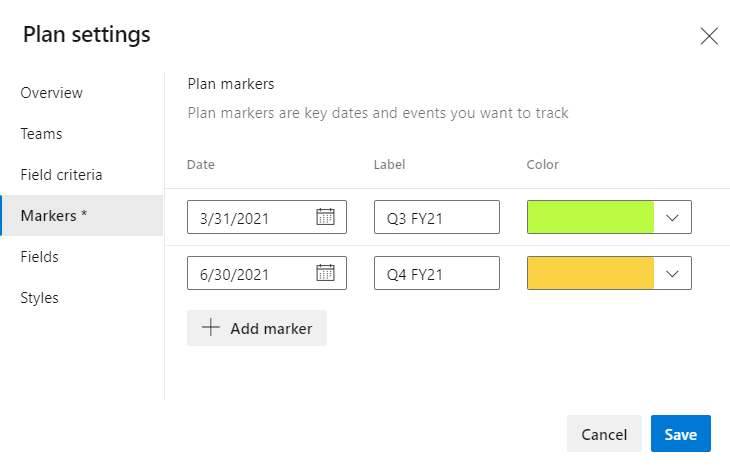 Plan settings
Overview
Teams
Field criteria
Markers *
Fields
Styles
Plan markers
Plan markers are key dates and events you want to track
Date Label Color
3/31/2021 Q3 FY21
6/30/2021 Q4 FY21
Add marker
Cancel Save